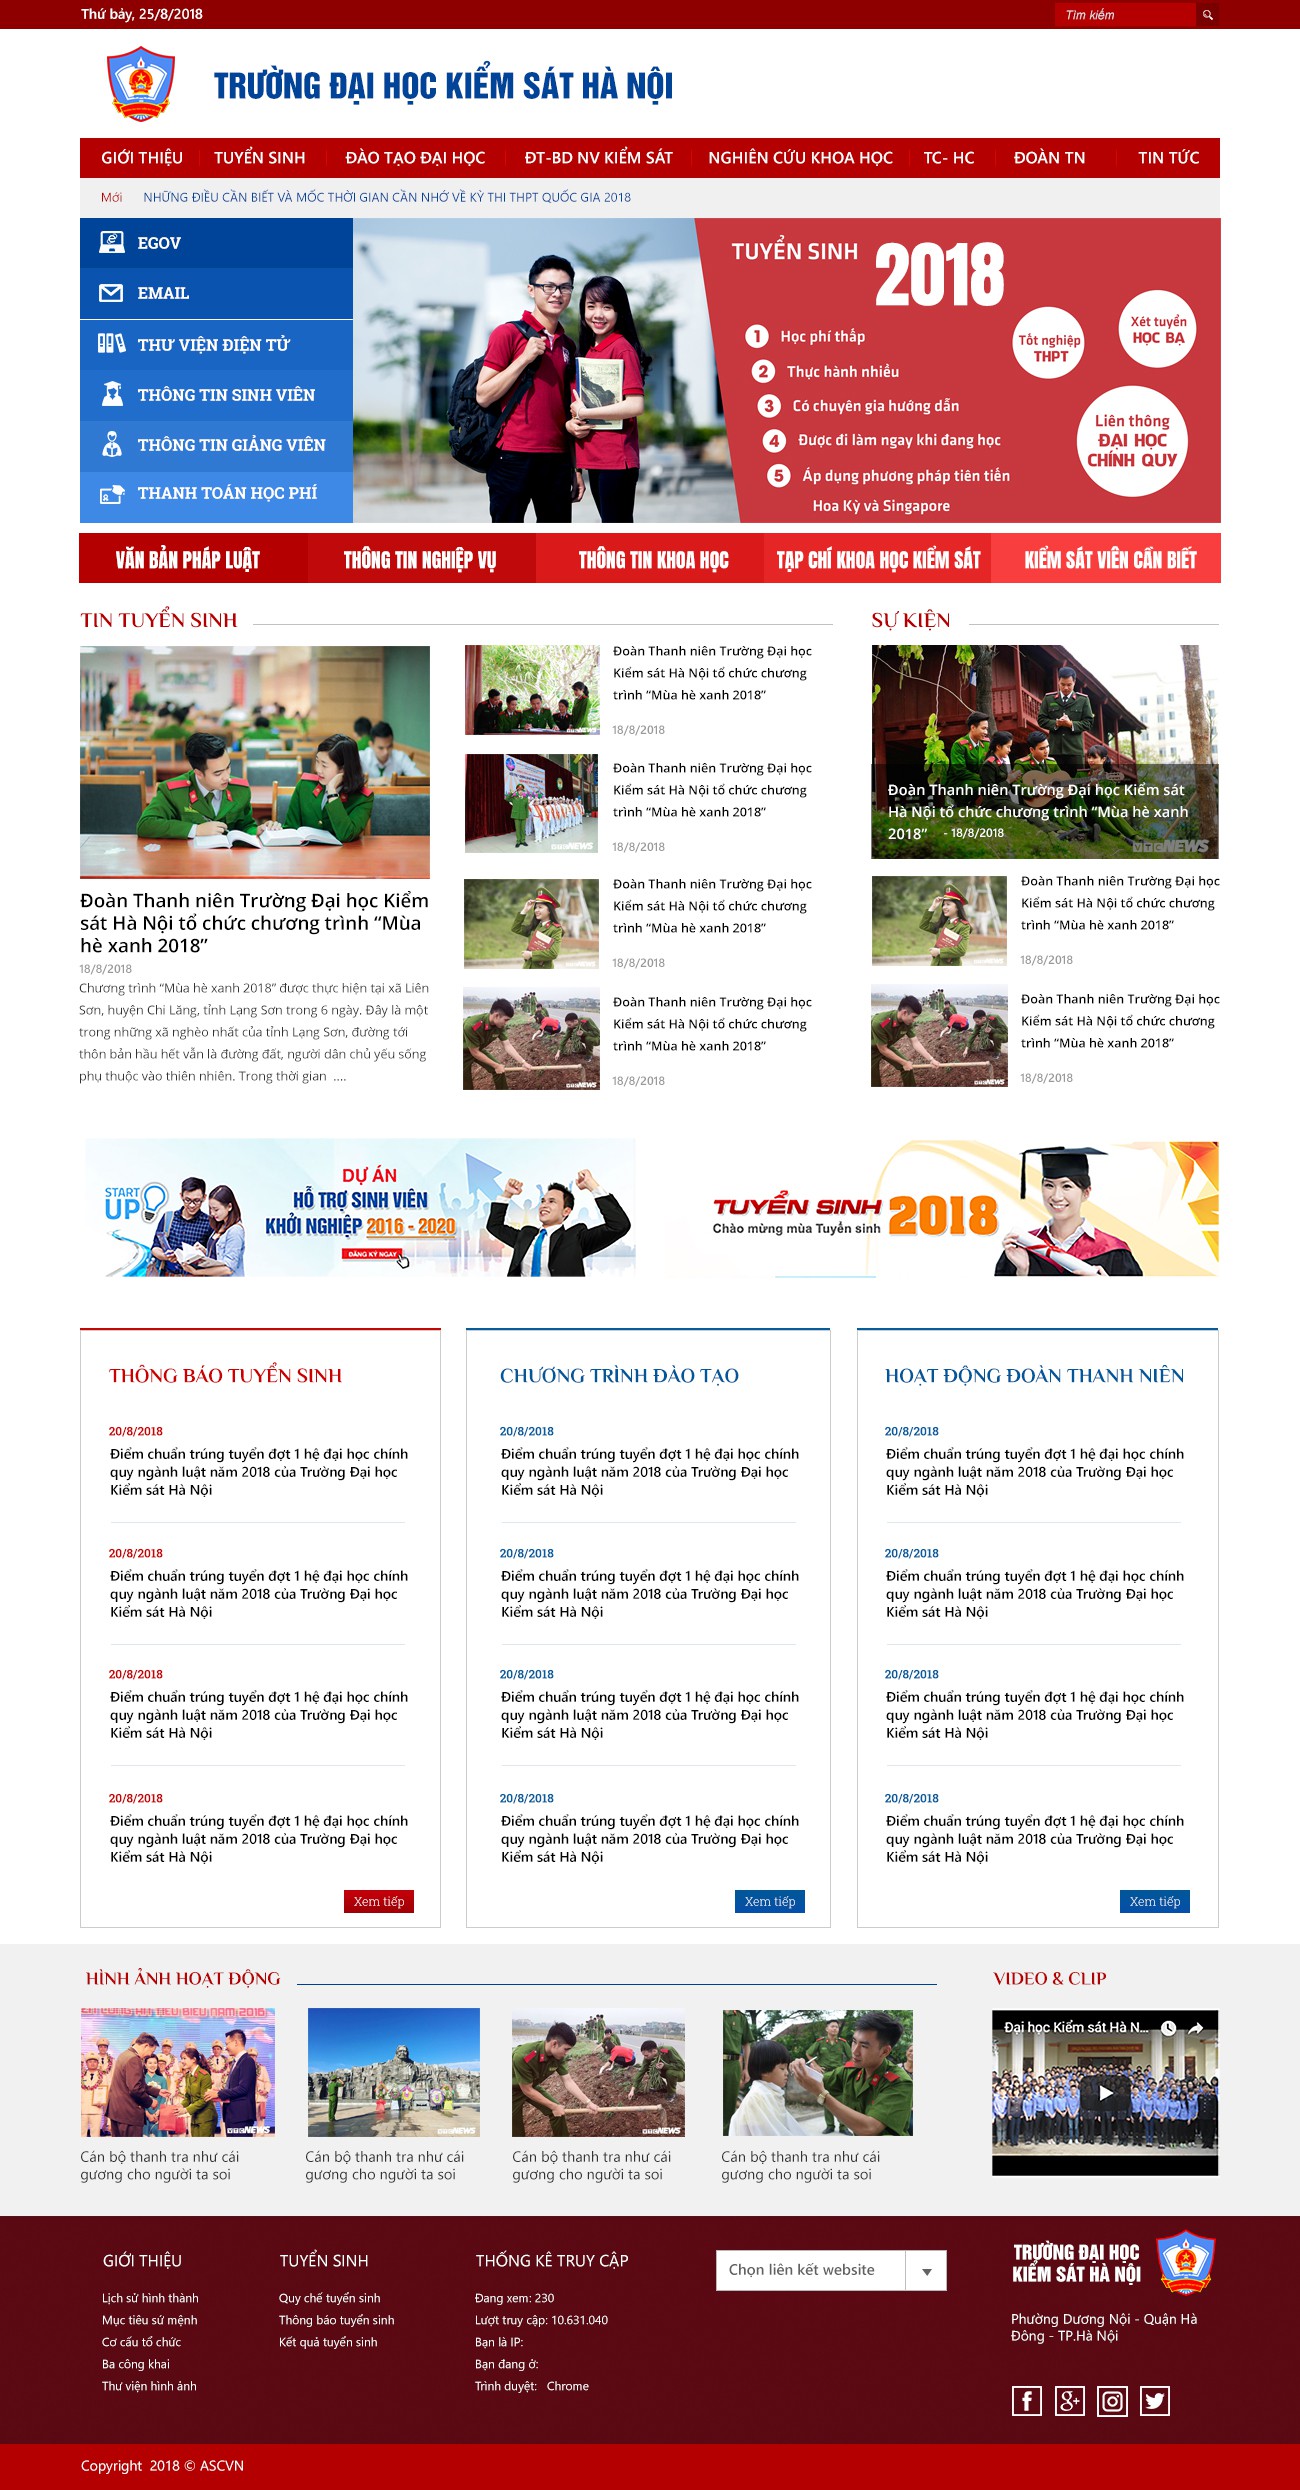 Thứ bảy, 25/8/2018
Tìm kiếm
TRƯỜNG ĐẠI HỌC KIỂM SÁT HÀ NỘI
GIỚI THIỆU
TUYỂN SINH
ĐÀO TẠO ĐẠI HỌC
ĐT-BD NV KIỂM SÁT
NGHIÊN CỨU KHOA HỌC
TC- HC
ĐOÀN TN
TIN TỨC
Mới
NHỮNG ĐIỀU CẦN BIẾT VÀ MỐC THỜI GIAN CẦN NHỚ VỀ KỲ THI THPT QUỐC GIA 2018
EGOV
EMAIL
THƯ VIỆN ĐIỆN TỬ
THÔNG TIN SINH VIÊN
THÔNG TIN GIẢNG VIÊN
THANH TOÁN HỌC PHÍ
TUYỂN SINH 2018
1 Học phí thấp
2 Thực hành nhiều
3 Có chuyên gia hướng dẫn
4 Được đi làm ngay khi đang học
5 Áp dụng phương pháp tiên tiến
Hoa Kỳ và Singapore
Tốt nghiệp
THPT
Xét tuyển
HỌC BẠ
Liên thông
ĐẠI HỌC
CHÍNH QUY
VĂN BẢN PHÁP LUẬT
THÔNG TIN NGHIỆP VỤ
THÔNG TIN KHOA HỌC
TẠP CHÍ KHOA HỌC KIỂM SÁT
KIỂM SÁT VIÊN CẦN BIẾT
TIN TUYỂN SINH
Đoàn Thanh niên Trường Đại học Kiểm
sát Hà Nội tổ chức chương trình “Mùa
hè xanh 2018”
18/8/2018
Chương trình “Mùa hè xanh 2018” được thực hiện tại xã Liên
Sơn, huyện Chi Lăng, tỉnh Lạng Sơn trong 6 ngày. Đây là một
trong những xã nghèo nhất của tỉnh Lạng Sơn, đường tới
thôn bản hầu hết vẫn là đường đất, người dân chủ yếu sống
phụ thuộc vào thiên nhiên. Trong thời gian ....
Đoàn Thanh niên Trường Đại học
Kiểm sát Hà Nội tổ chức chương
trình “Mùa hè xanh 2018”
18/8/2018
Đoàn Thanh niên Trường Đại học
Kiểm sát Hà Nội tổ chức chương
trình “Mùa hè xanh 2018”
18/8/2018
Đoàn Thanh niên Trường Đại học
Kiểm sát Hà Nội tổ chức chương
trình “Mùa hè xanh 2018”
18/8/2018
Đoàn Thanh niên Trường Đại học
Kiểm sát Hà Nội tổ chức chương
trình “Mùa hè xanh 2018”
18/8/2018
SỰ KIỆN
Đoàn Thanh niên Trường Đại học Kiểm sát
Hà Nội tổ chức chương trình “Mùa hè xanh
2018” - 18/8/2018
VTC NEWS
Đoàn Thanh niên Trường Đại học
Kiểm sát Hà Nội tổ chức chương
trình “Mùa hè xanh 2018”
18/8/2018
Đoàn Thanh niên Trường Đại học
Kiểm sát Hà Nội tổ chức chương
trình “Mùa hè xanh 2018”
18/8/2018
START
UP
DỰ ÁN
HỖ TRỢ SINH VIÊN
KHỞI NGHIỆP 2016 - 2020
ĐĂNG KÝ NGAY
TUYỂN SINH 2018
Chào mừng mùa Tuyển sinh
THÔNG BÁO TUYỂN SINH
20/8/2018
Điểm chuẩn trúng tuyển đợt 1 hệ đại học chính
quy ngành luật năm 2018 của Trường Đại học
Kiểm sát Hà Nội
20/8/2018
Điểm chuẩn trúng tuyển đợt 1 hệ đại học chính
quy ngành luật năm 2018 của Trường Đại học
Kiểm sát Hà Nội
20/8/2018
Điểm chuẩn trúng tuyển đợt 1 hệ đại học chính
quy ngành luật năm 2018 của Trường Đại học
Kiểm sát Hà Nội
20/8/2018
Điểm chuẩn trúng tuyển đợt 1 hệ đại học chính
quy ngành luật năm 2018 của Trường Đại học
Kiểm sát Hà Nội
Xem tiếp
CHƯƠNG TRÌNH ĐÀO TẠO
20/8/2018
Điểm chuẩn trúng tuyển đợt 1 hệ đại học chính
quy ngành luật năm 2018 của Trường Đại học
Kiểm sát Hà Nội
20/8/2018
Điểm chuẩn trúng tuyển đợt 1 hệ đại học chính
quy ngành luật năm 2018 của Trường Đại học
Kiểm sát Hà Nội
20/8/2018
Điểm chuẩn trúng tuyển đợt 1 hệ đại học chính
quy ngành luật năm 2018 của Trường Đại học
Kiểm sát Hà Nội
20/8/2018
Điểm chuẩn trúng tuyển đợt 1 hệ đại học chính
quy ngành luật năm 2018 của Trường Đại học
Kiểm sát Hà Nội
Xem tiếp
HOẠT ĐỘNG ĐOÀN THANH NIÊN
20/8/2018
Điểm chuẩn trúng tuyển đợt 1 hệ đại học chính
quy ngành luật năm 2018 của Trường Đại học
Kiểm sát Hà Nội
20/8/2018
Điểm chuẩn trúng tuyển đợt 1 hệ đại học chính
quy ngành luật năm 2018 của Trường Đại học
Kiểm sát Hà Nội
20/8/2018
Điểm chuẩn trúng tuyển đợt 1 hệ đại học chính
quy ngành luật năm 2018 của Trường Đại học
Kiểm sát Hà Nội
20/8/2018
Điểm chuẩn trúng tuyển đợt 1 hệ đại học chính
quy ngành luật năm 2018 của Trường Đại học
Kiểm sát Hà Nội
Xem tiếp
HÌNH ẢNH HOẠT ĐỘNG
Cán bộ thanh tra như cái
gương cho người ta soi
Cán bộ thanh tra như cái
gương cho người ta soi
Cán bộ thanh tra như cái
gương cho người ta soi
Cán bộ thanh tra như cái
gương cho người ta soi
VIDEO & CLIP
Đại học Kiểm sát Hà N...
GIỚI THIỆU
Lịch sử hình thành
Mục tiêu sứ mệnh
Cơ cấu tổ chức
Ba công khai
Thư viện hình ảnh
TUYỂN SINH
Quy chế tuyển sinh
Thông báo tuyển sinh
Kết quả tuyển sinh
THỐNG KÊ TRUY CẬP
Đang xem: 230
Lượt truy cập: 10.631.040
Bạn là IP:
Bạn đang ở:
Trình duyệt: Chrome
Chọn liên kết website
TRƯỜNG ĐẠI HỌC
KIỂM SÁT HÀ NỘI
Phường Dương Nội - Quận Hà
Đông - TP.Hà Nội
Copyright 2018 © ASCVN